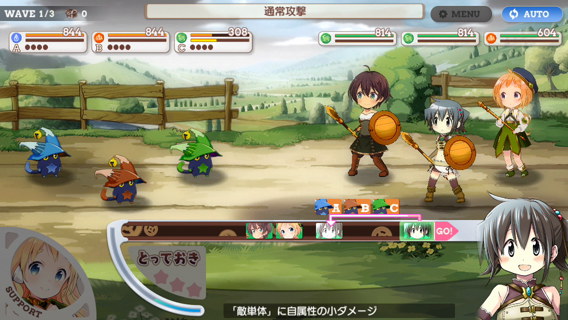 WAVE 1/3
0
通常攻撃
MENU
AUTO
844
A
844
B
308
C
814
814
604
A B C
GO!
とっておき
SUPPORT
「敵単体」に自属性の小ダメージ